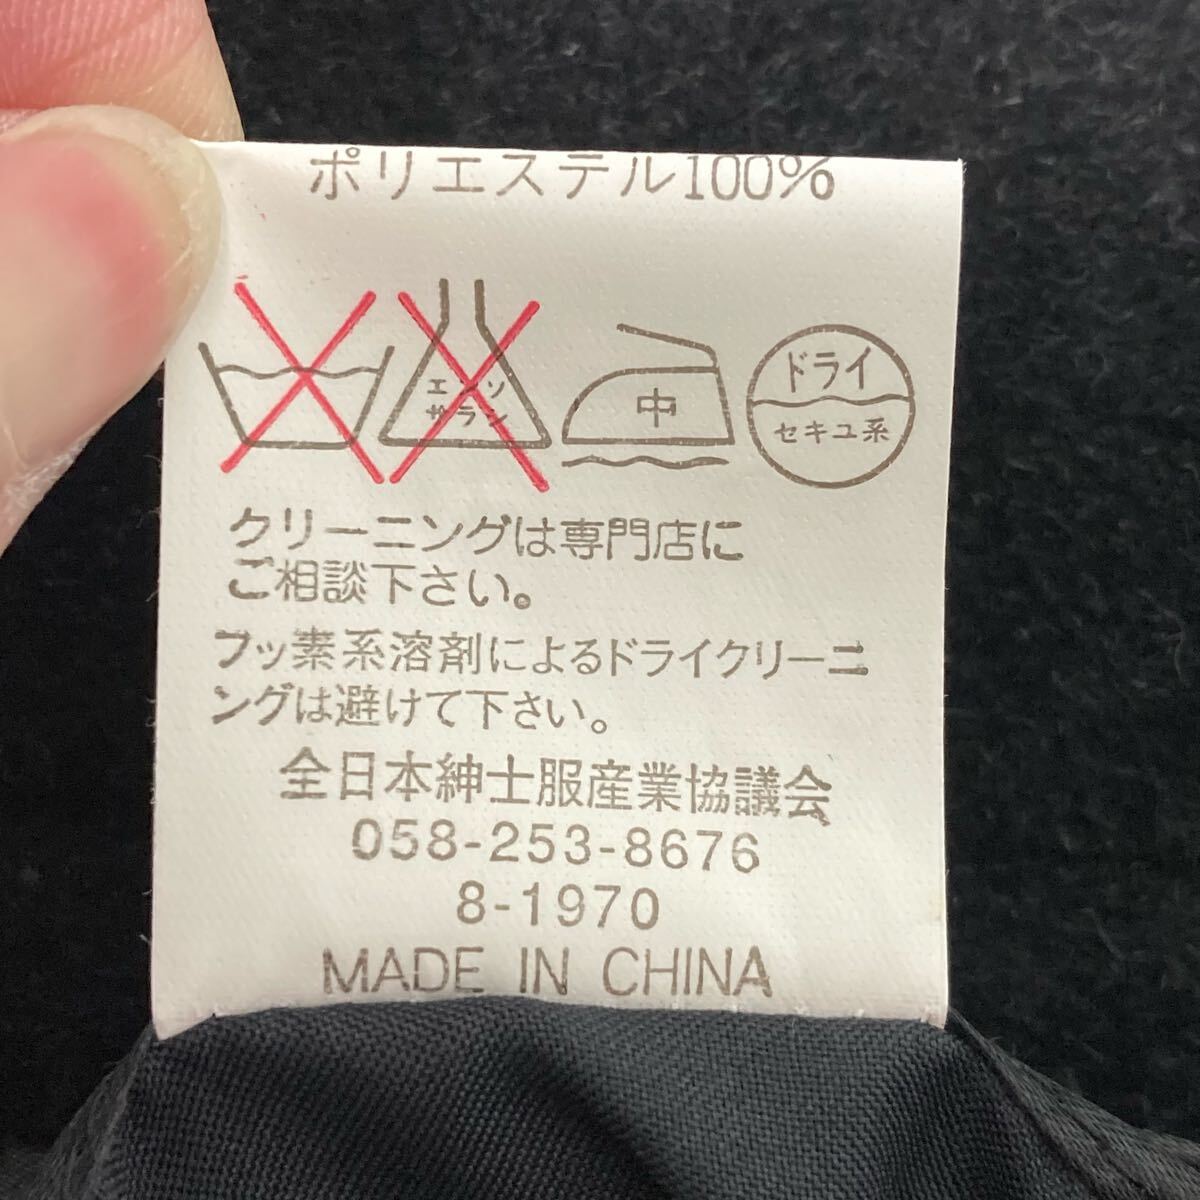 ポリエステル100%
エンソ
サラシ
中
ドライ
セキユ系
クリーニングは専門店に
ご相談下さい。
フッ素系溶剤によるドライクリーニ
ングは避けて下さい。
全日本紳士服産業協議会
058-253-8676
8-1970
MADE IN CHINA